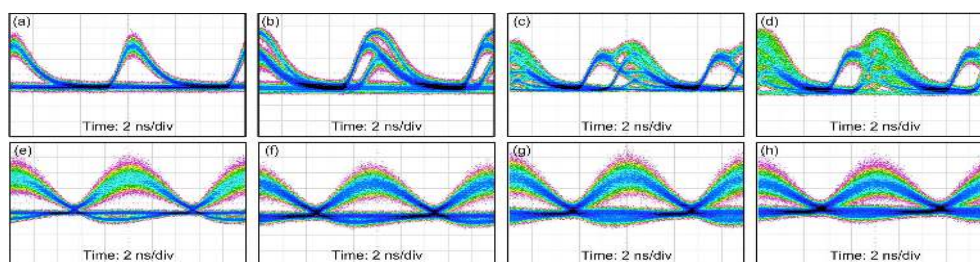 (a)
(b)
(c)
(d)
Time: 2 ns/div
Time: 2 ns/div
Time: 2 ns/div
Time: 2 ns/div
(e)
(f)
(g)
(h)
Time: 2 ns/div
Time: 2 ns/div
Time: 2 ns/div
Time: 2 ns/div